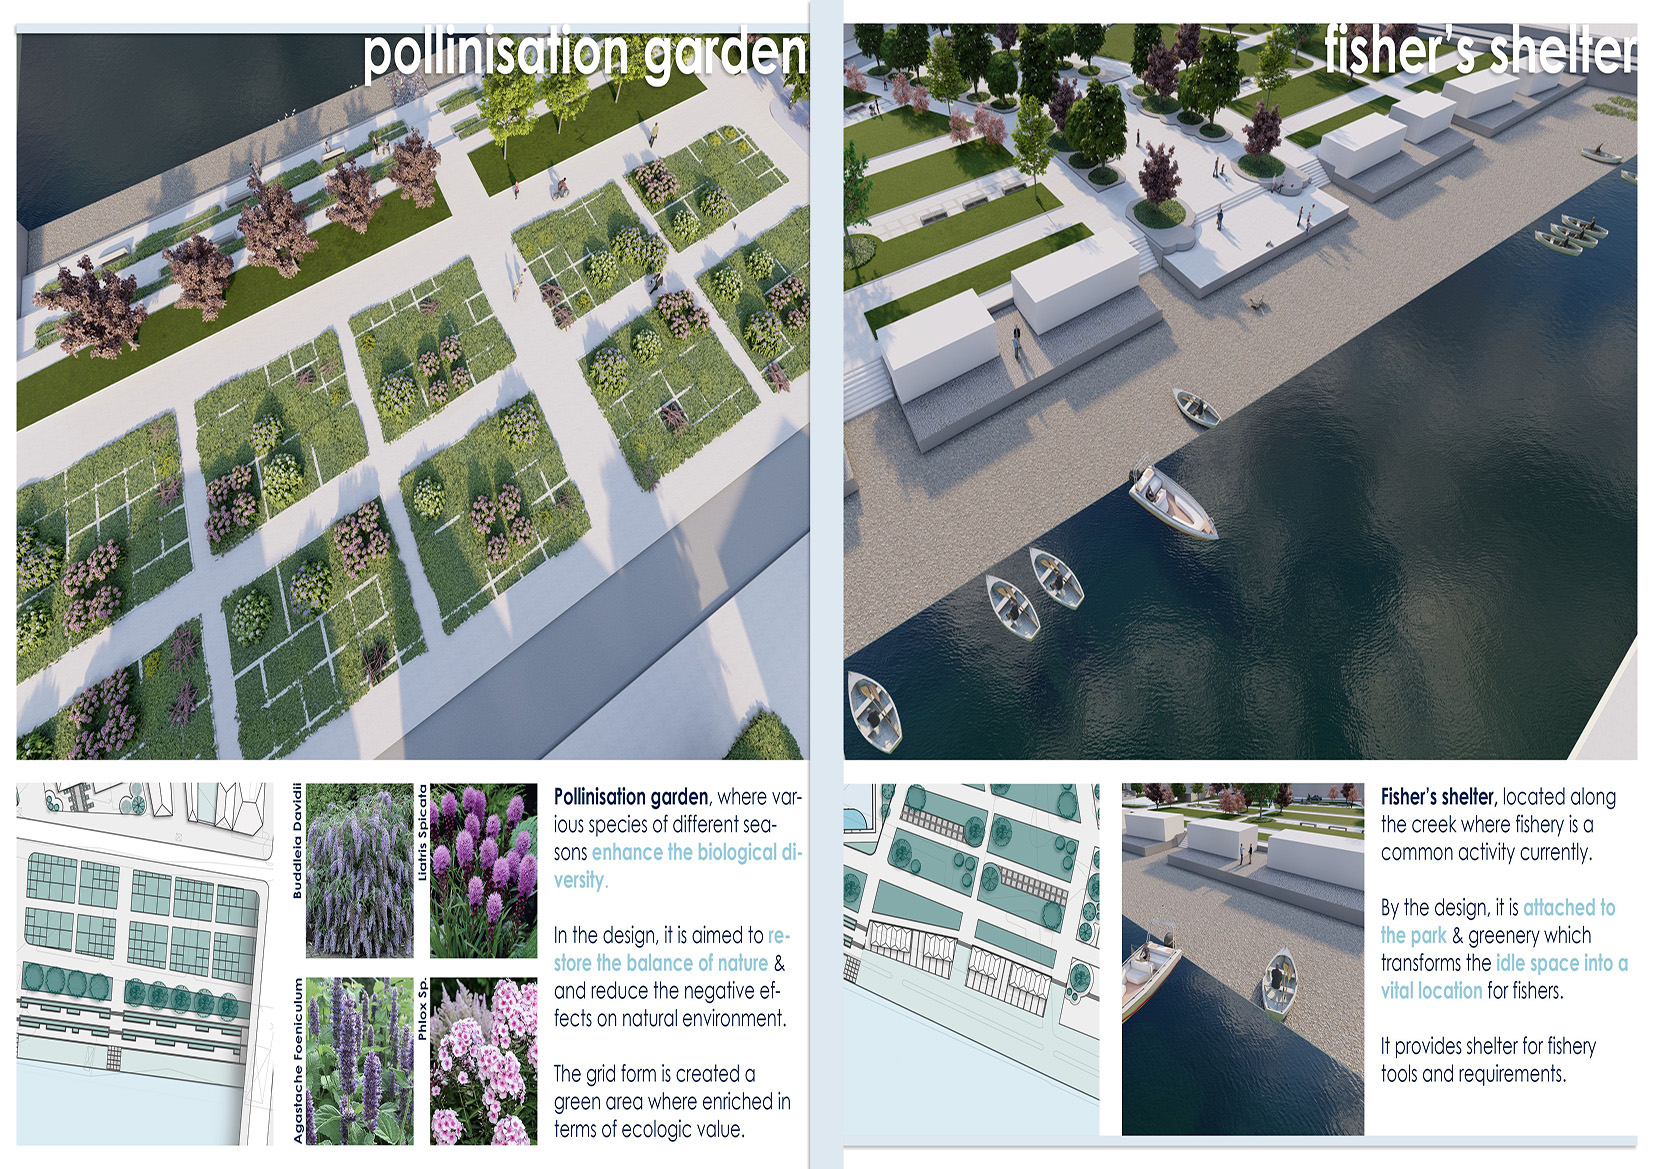 pollinisation garden
Buddleia Davidii
Liatris Spicata
Agastache Foeniculum
Phlox Sp.
Pollinisation garden, where var-
ious species of different sea-
sons enhance the biological di-
versity.
In the design, it is aimed to re-
store the balance of nature &
and reduce the negative ef-
fects on natural environment.
The grid form is created a
green area where enriched in
terms of ecologic value.
fisher's shelter
Fisher's shelter, located along
the creek where fishery is a
common activity currently.
By the design, it is attached to
the park & greenery which
transforms the idle space into a
vital location for fishers.
It provides shelter for fishery
tools and requirements.